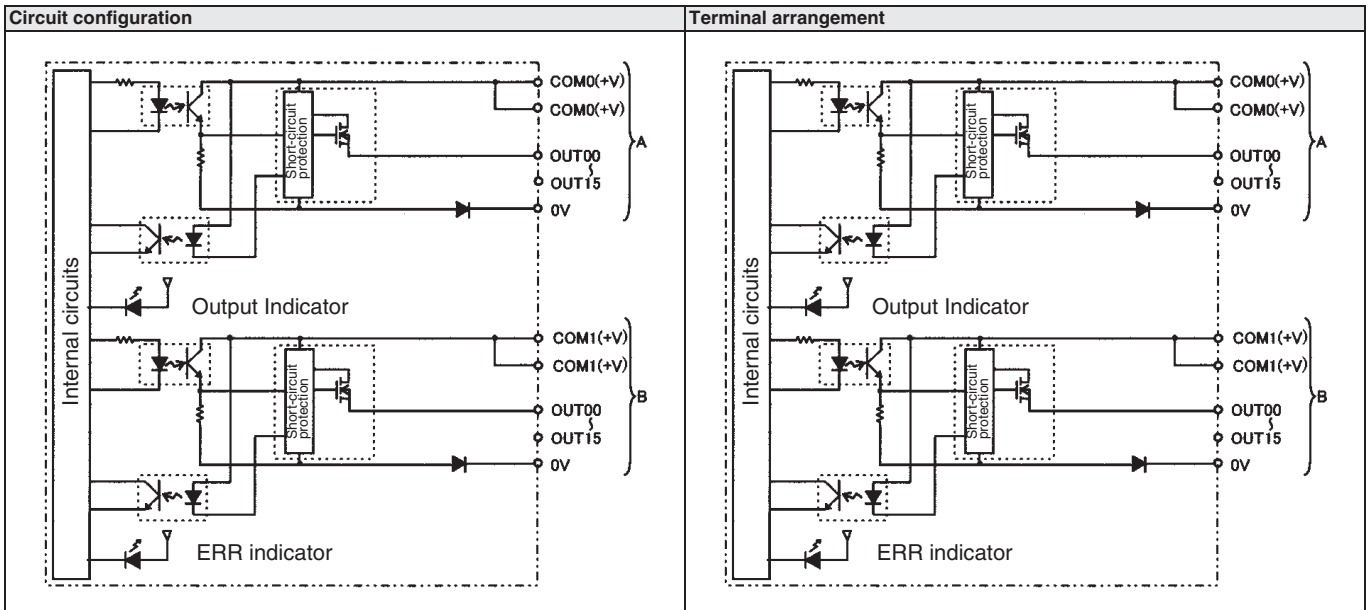 Circuit configuration
Terminal arrangement
COM0(+V)
COM0(+V)
Short-circuit
protection
A
OUT00
OUT15
0V
Internal circuits
Output Indicator
COM1(+V)
COM1(+V)
Short-circuit
protection
B
OUT00
OUT15
0V
ERR indicator
COM0(+V)
COM0(+V)
Short-circuit
protection
A
OUT00
OUT15
0V
Internal circuits
Output Indicator
COM1(+V)
COM1(+V)
Short-circuit
protection
B
OUT00
OUT15
0V
ERR indicator